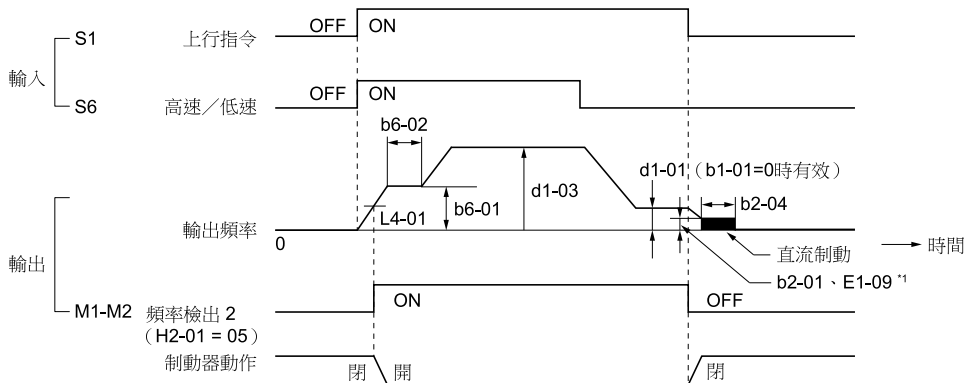 OFF ON
S1 上行指令
輸入
OFF ON
S6 高速／低速
b6-02
d1-01（b1-01=0時有效）
d1-03
b2-04
L4-01 b6-01
輸出頻率
0
直流制動
時間
輸出
b2-01、E1-09 *1
ON OFF
M1-M2 頻率檢出 2
（H2-01 = 05）
制動器動作
閉 開 閉